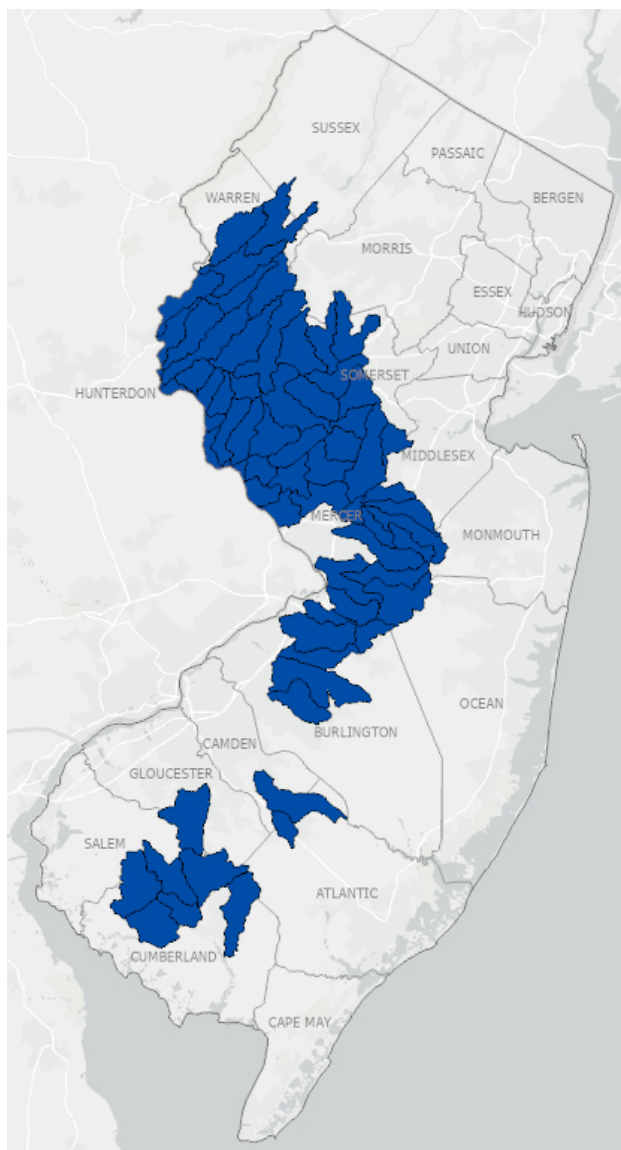 SUSSEX
PASSAIC
WARREN
BERGEN
MORRIS
ESSEX
HUDSON
UNION
SOMERSET
HUNTERDON
MIDDLESEX
MERCER
MONMOUTH
OCEAN
BURLINGTON
CAMDEN
GLOUCESTER
SALEM
ATLANTIC
CUMBERLAND
CAPE MAY